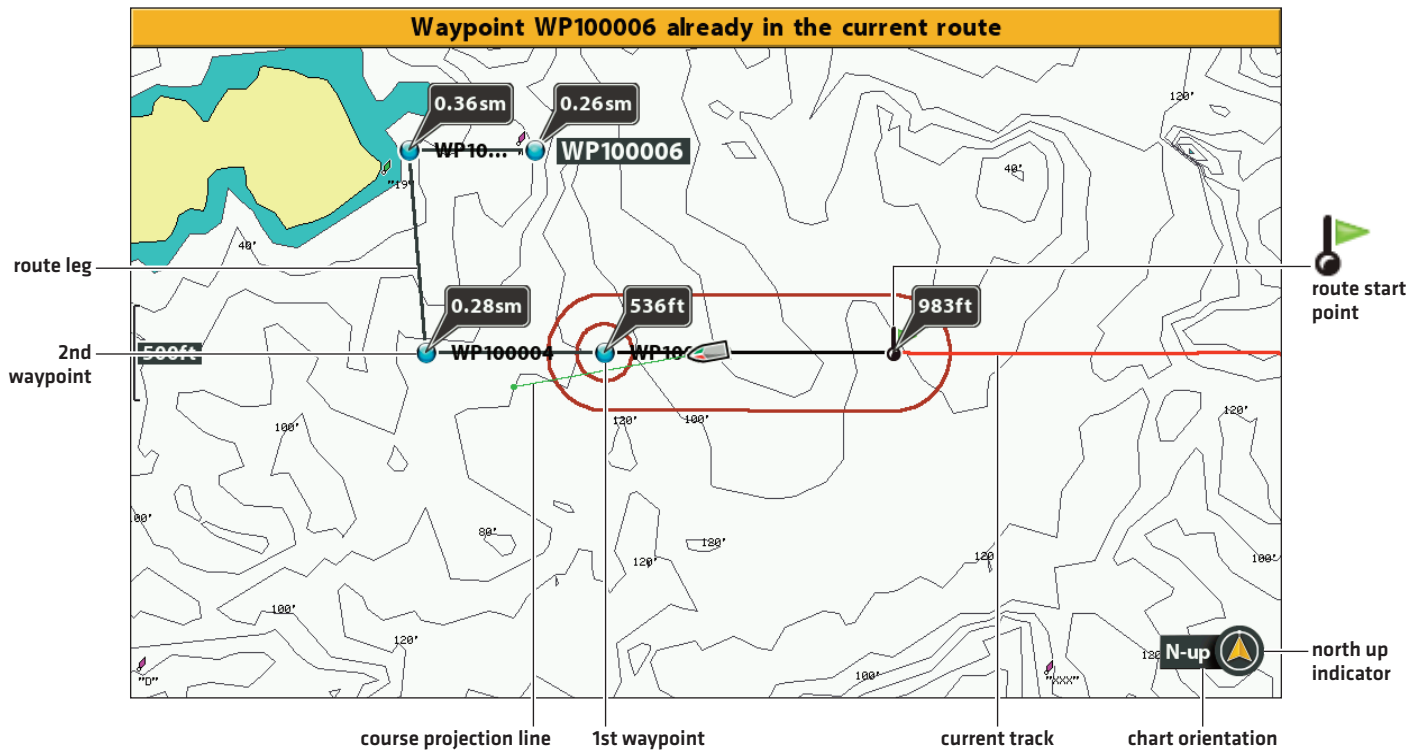 Waypoint WP100006 already in the current route
120'
0.36sm
0.26sm
WP10...
WP100006
"19"
40'
40'
route leg
route start
point
0.28sm
536ft
983ft
500ft
WP100004
2nd
waypoint
120'
100'
120'
100'
00'
80'
120'
120'
120
100'
100'
120'
N-up
120
north up
indicator
100'
"D"
"XXX"
course projection line
1st waypoint
current track
chart orientation